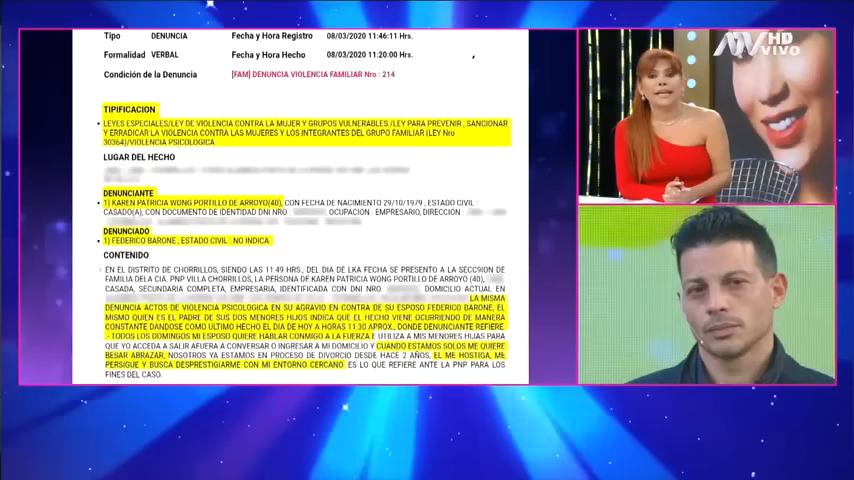 Tipo DENUNCIA Fecha y Hora Registro 08/03/2020 11:46:11 Hrs.
Formalidad VERBAL Fecha y Hora Hecho 08/03/2020 11:20:00 Hrs.
Condición de la Denuncia [FAM] DENUNCIA VIOLENCIA FAMILIAR Nro : 214
TIPIFICACION
LEYES ESPECIALES/LEY DE VIOLENCIA CONTRA LA MUJER Y GRUPOS VULNERABLES /LEY PARA PREVENIR , SANCIONAR
Y ERRADICAR LA VIOLENCIA CONTRA LAS MUJERES Y LOS INTEGRANTES DEL GRUPO FAMILIAR (LEY Nro
30364)/VIOLENCIA PSICOLOGICA
LUGAR DEL HECHO
DENUNCIANTE
1) KAREN PATRICIA WONG PORTILLO DE ARROYO(40), CON FECHA DE NACIMIENTO 29/10/1979 , ESTADO CIVIL :
CASADO(A), CON DOCUMENTO DE IDENTIDAD DNI NRO : , OCUPACION : EMPRESARIO, DIRECCION :
DENUNCIADO
1) FEDERICO BARONE , ESTADO CIVIL : NO INDICA
CONTENIDO
EN EL DISTRITO DE CHORRILLOS, SIENDO LAS 11:49 HRS., DEL DIA DE LKA FECHA SE PRESENTO A LA SECCSIION DE
FAMILIA DELA CIA. PNP VILLA CHORRILLOS, LA PERSONA DE KAREN PATRICIA WONG PORTILLO DE ARROYO (40),
CASADA, SECUNDARIA COMPLETA, EMPRESARIA, IDENTIFICADA CON DNI NRO. DOMICILIO ACTUAL EN
LA MISMA
DENUNCIA ACTOS DE VIOLENCIA PSICOLOGICA EN SU AGRAVIO EN CONTRA DE SU ESPOSO FEDERICO BARONE, EL
MISMO QUIEN ES EL PADRE DE SUS DOS MENORES HIJOS INDICA QUE EL HECHO VIENE OCURRIENDO DE MANERA
CONSTANTE DANDOSE COMO ULTIMO HECHO EL DIA DE HOY A HORAS 11:30 APROX., DONDE DENUNCIANTE REFIERE.
- TODOS LOS DOMINGOS MI ESPOSO QUIERE HABLAR CONMIGO A LA FUERZA E UTILIZA A MIS MENORES HIJAS PARA
QUE YO ACCEDA A SALIR AFUERA A CONVERSAR O INGRESAR A MI DOMICILIO Y CUANDO ESTAMOS SOLOS ME QUIERE
BESAR ABRAZAR, NOSOTROS YA ESTAMOS EN PROCESO DE DIVORCIO DESDE HACE 2 AÑOS, EL ME HOSTIGA, ME
PERSIGUE Y BUSCA DESPRESTIGIARME CON MI ENTORNO CERCANO ES LO QUE REFIERE ANTE LA PNP PARA LOS
FINES DEL CASO.
ATV HD
VIVO